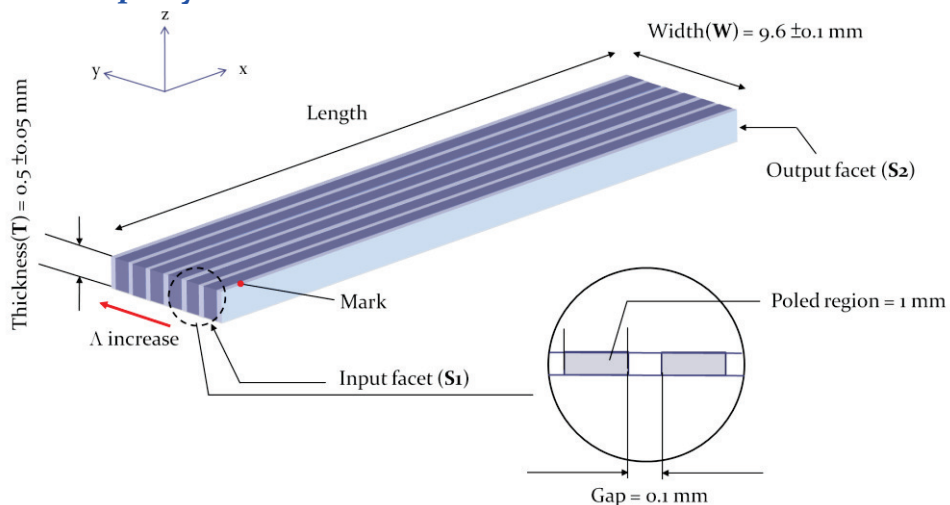 z
y
x
Width(W) = 9.6 ±0.1 mm
Length
Output facet (S2)
Thickness(T) = 0.5 ±0.05 mm
Mark
Λ increase
Input facet (S1)
Poled region = 1 mm
Gap = 0.1 mm